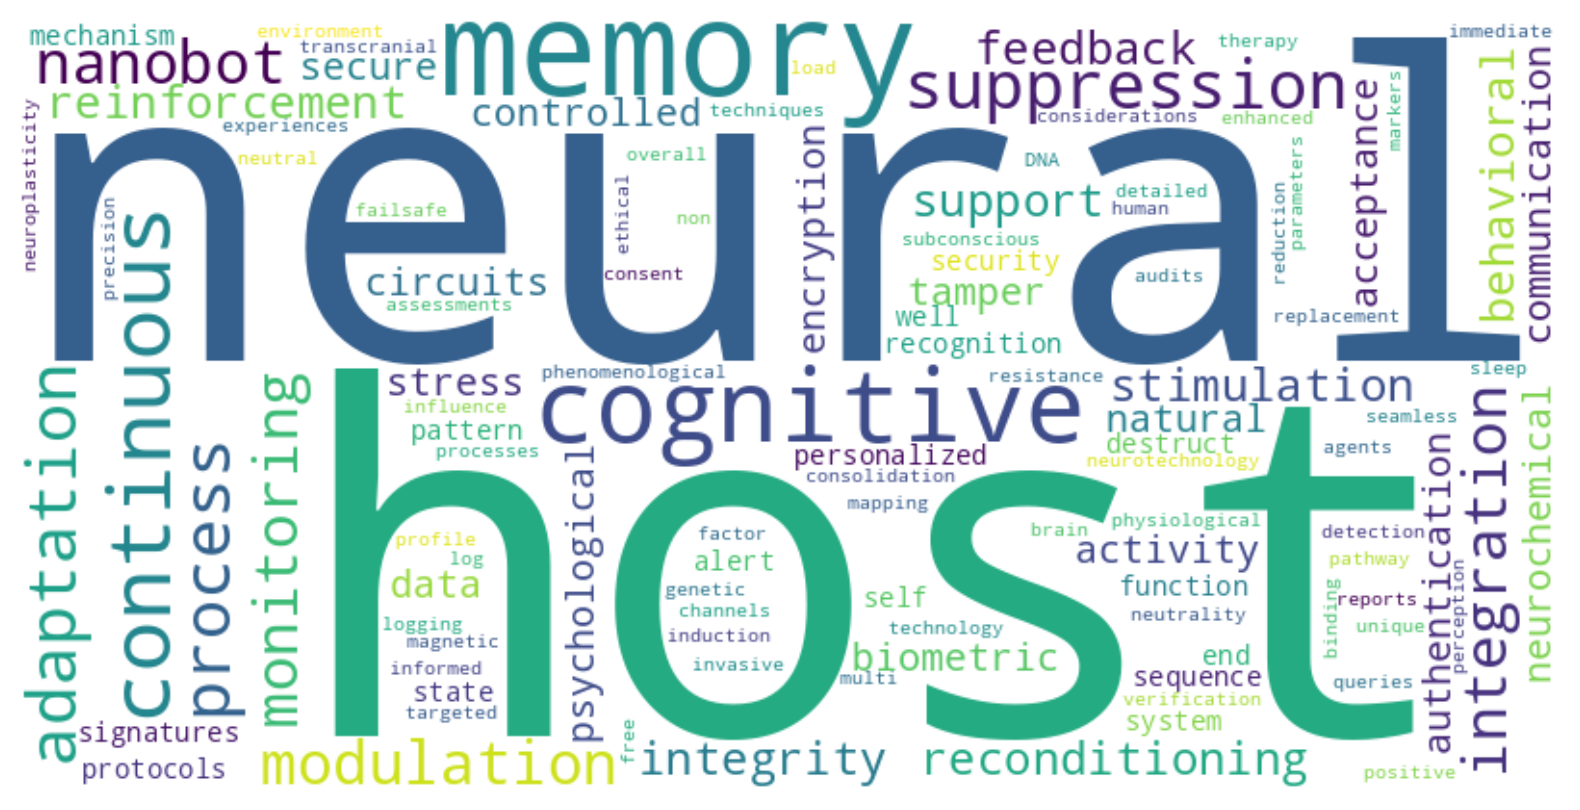 mechanism
environment
nanobot
transcranial
secure
memory
load
feedback
therapy
immediate
suppression
reinforcement
controlled
techniques
considerations
enhanced
markers
neuroplasticity
experiences
neutral
neural
overall
DNA
encryption
support
detailed
human
parameters
reduction
acceptance
behavioral
communication
precision
continuous
failsafe
ethical
non
consent
circuits
assessments
subconscious
security
tamper
audits
well
recognition
replacement
adaptation
process
monitoring
stress
phenomenological
influence
pattern
processes
cognitive
resistance
stimulation
sleep
natural
seamless
destruct
agents
neurotechnology
personalized
consolidation
mapping
host
psychological
profile
log
data
factor
alert
genetic
channels
brain
physiological
activity
detection
authentication
integration
neurochemical
pathway
perception
function
self
binding
reports
neutrality
unique
logging
magnetic
induction
technology
informed
invasive
biometric
multi
end
state
targeted
sequence
queries
verification
system
signatures
protocols
modulation
free
integrity
reconditioning
positive